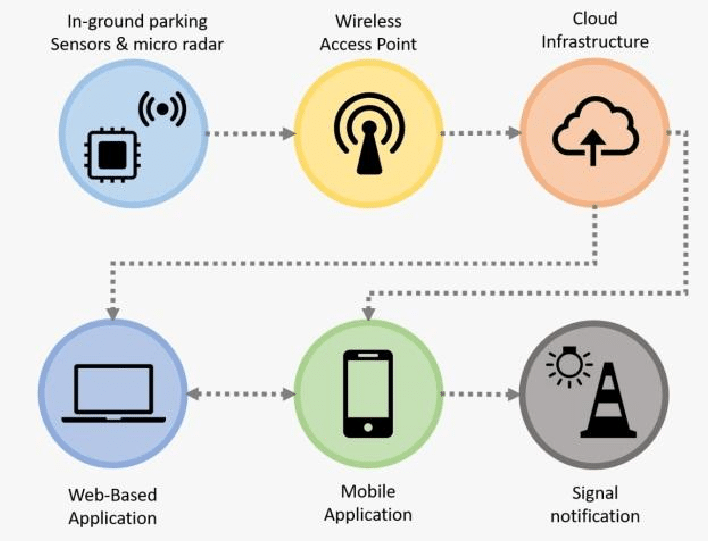 In-ground parking
Sensors & micro radar
Wireless
Access Point
Cloud
Infrastructure
Web-Based
Application
Mobile
Application
Signal
notification